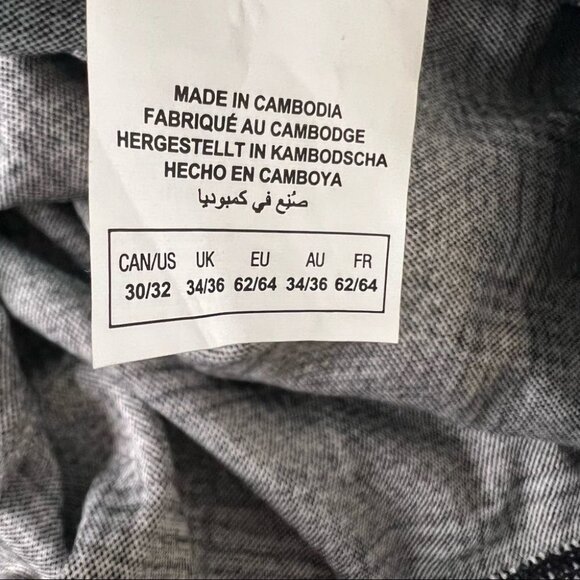 MADE IN CAMBODIA
FABRIQUÉ AU CAMBODGE
HERGESTELLT IN KAMBODSCHA
HECHO EN CAMBOYA
صُنِع في كمبوديا
CAN/US UK EU AU FR
30/32 34/36 62/64 34/36 62/64